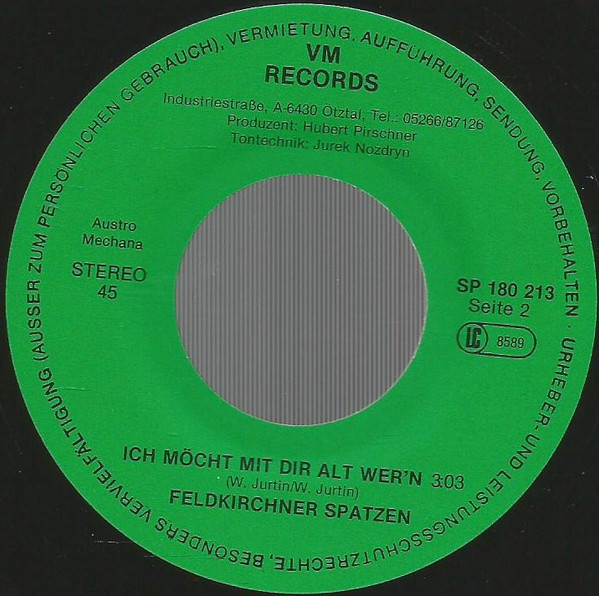 VM
RECORDS
Industriestraße, A-6430 Ötztal, Tel.: 05266/87126
Produzent: Hubert Pirschner
Tontechnik: Jurek Nozdryn
Austro
Mechana
STEREO
45
SP 180 213
Seite 2
LC 8589
ICH MÖCHT MIT DIR ALT WER'N 3:03
(W. Jurtin/W. Jurtin)
FELDKIRCHNER SPATZEN
URHEBER- UND LEISTUNGSSCHUTZRECHTE, BESONDERS VERVIELFÄLTIGUNG (AUSSER ZUM PERSÖNLICHEN GEBRAUCH), VERMIETUNG, AUFFÜHRUNG, SENDUNG, VORBEHALTEN ·